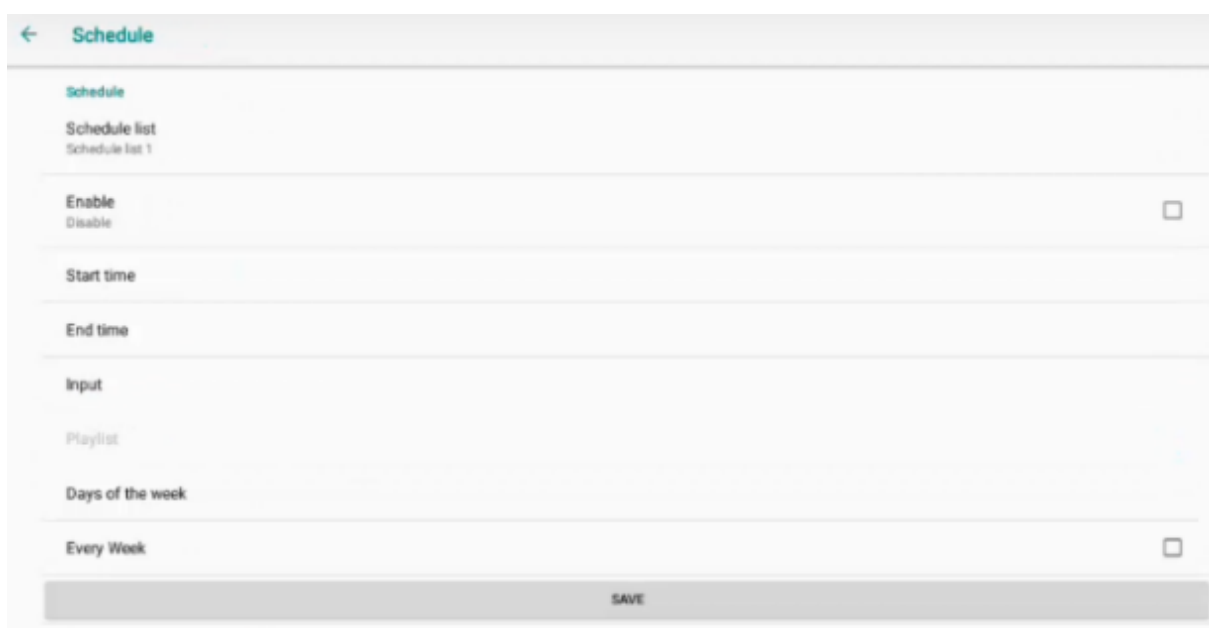 Schedule
Schedule
Schedule list
Schedule list 1
Enable
Disable
Start time
End time
Input
Playlist
Days of the week
Every Week
SAVE